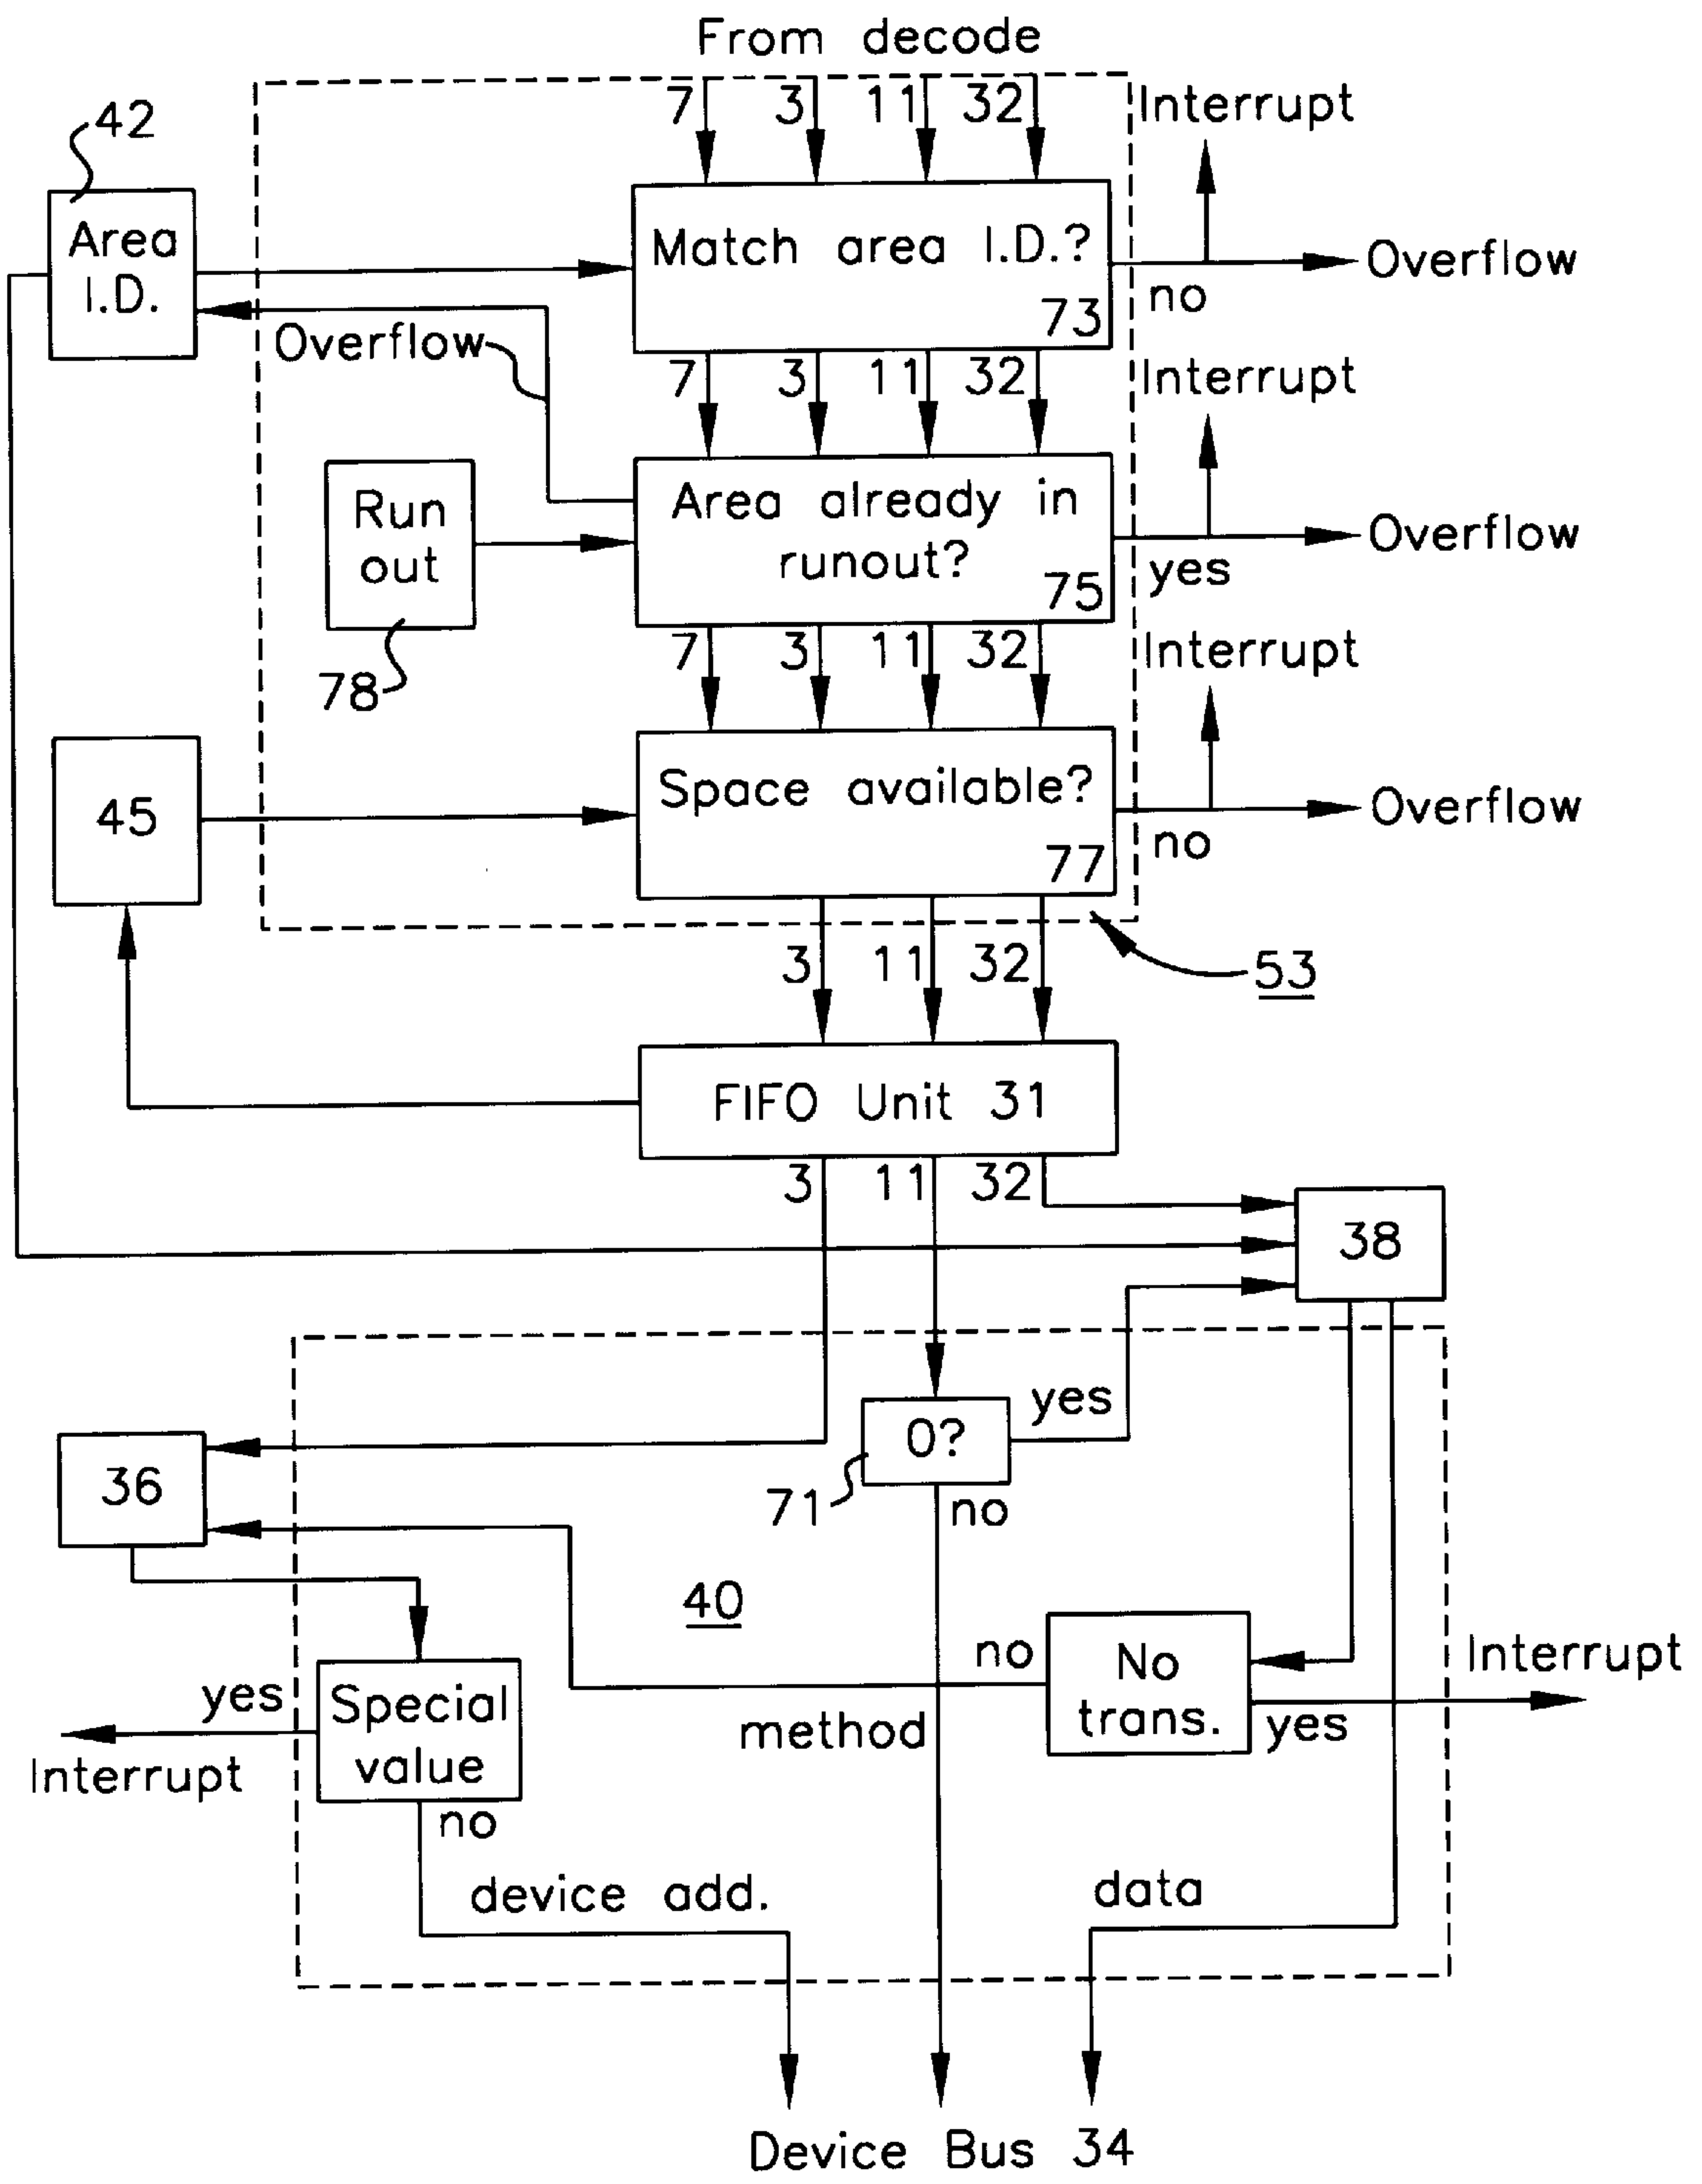 From decode
7 3 11 32
Interrupt
42
Area
I.D.
Match area I.D.?
73
no
Overflow
Overflow
7 3 11 32
Interrupt
Run
out
78
Area already in
runout?
75
yes
Overflow
7 3 11 32
Interrupt
45
Space available?
77
no
Overflow
3 11 32
53
FIFO Unit 31
3 11 32
38
36
0?
yes
71
no
40
no
No
trans.
yes
Interrupt
yes
Interrupt
Special
value
no
method
device add.
data
Device Bus 34